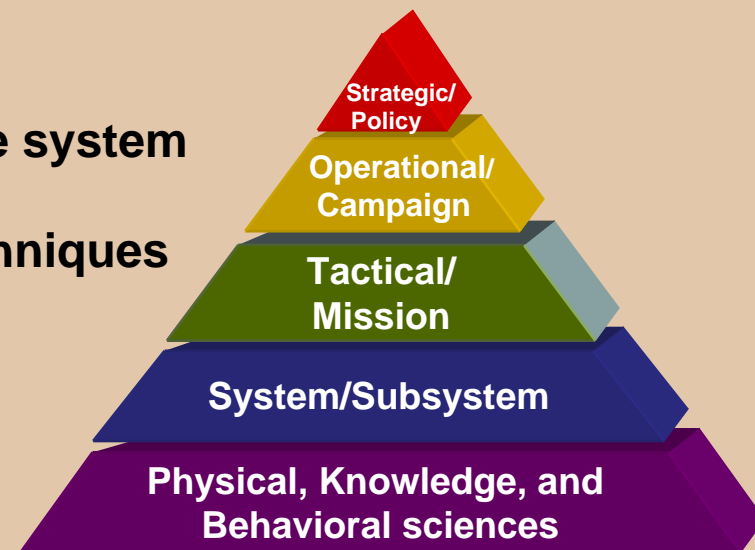 Strategic/
Policy
e system
Operational/
Campaign
hniques
Tactical/
Mission
System/Subsystem
Physical, Knowledge, and
Behavioral sciences